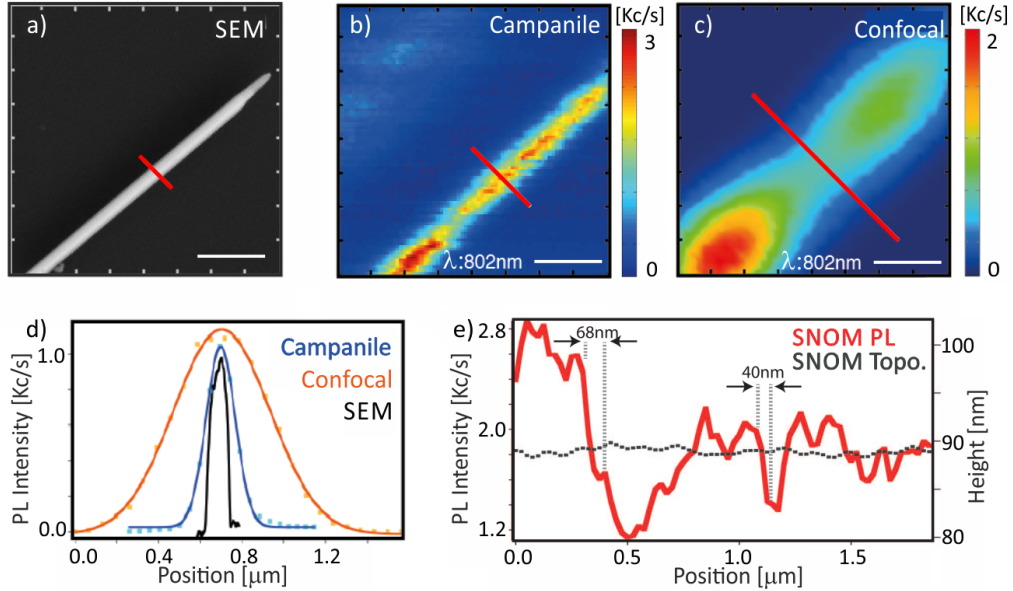 a) SEM
b) Campanile
λ:802nm
[Kc/s]
3
0
c) Confocal
λ:802nm
[Kc/s]
2
0
d)
Campanile
Confocal
SEM
1.0
0.0
PL Intensity [Kc/s]
0.0 0.4 0.8 1.2
Position [μm]
e)
SNOM PL
SNOM Topo.
68nm
40nm
2.8
2.0
1.2
PL Intensity [Kc/s]
100
90
80
Height [nm]
0.0 0.5 1.0 1.5
Position [μm]